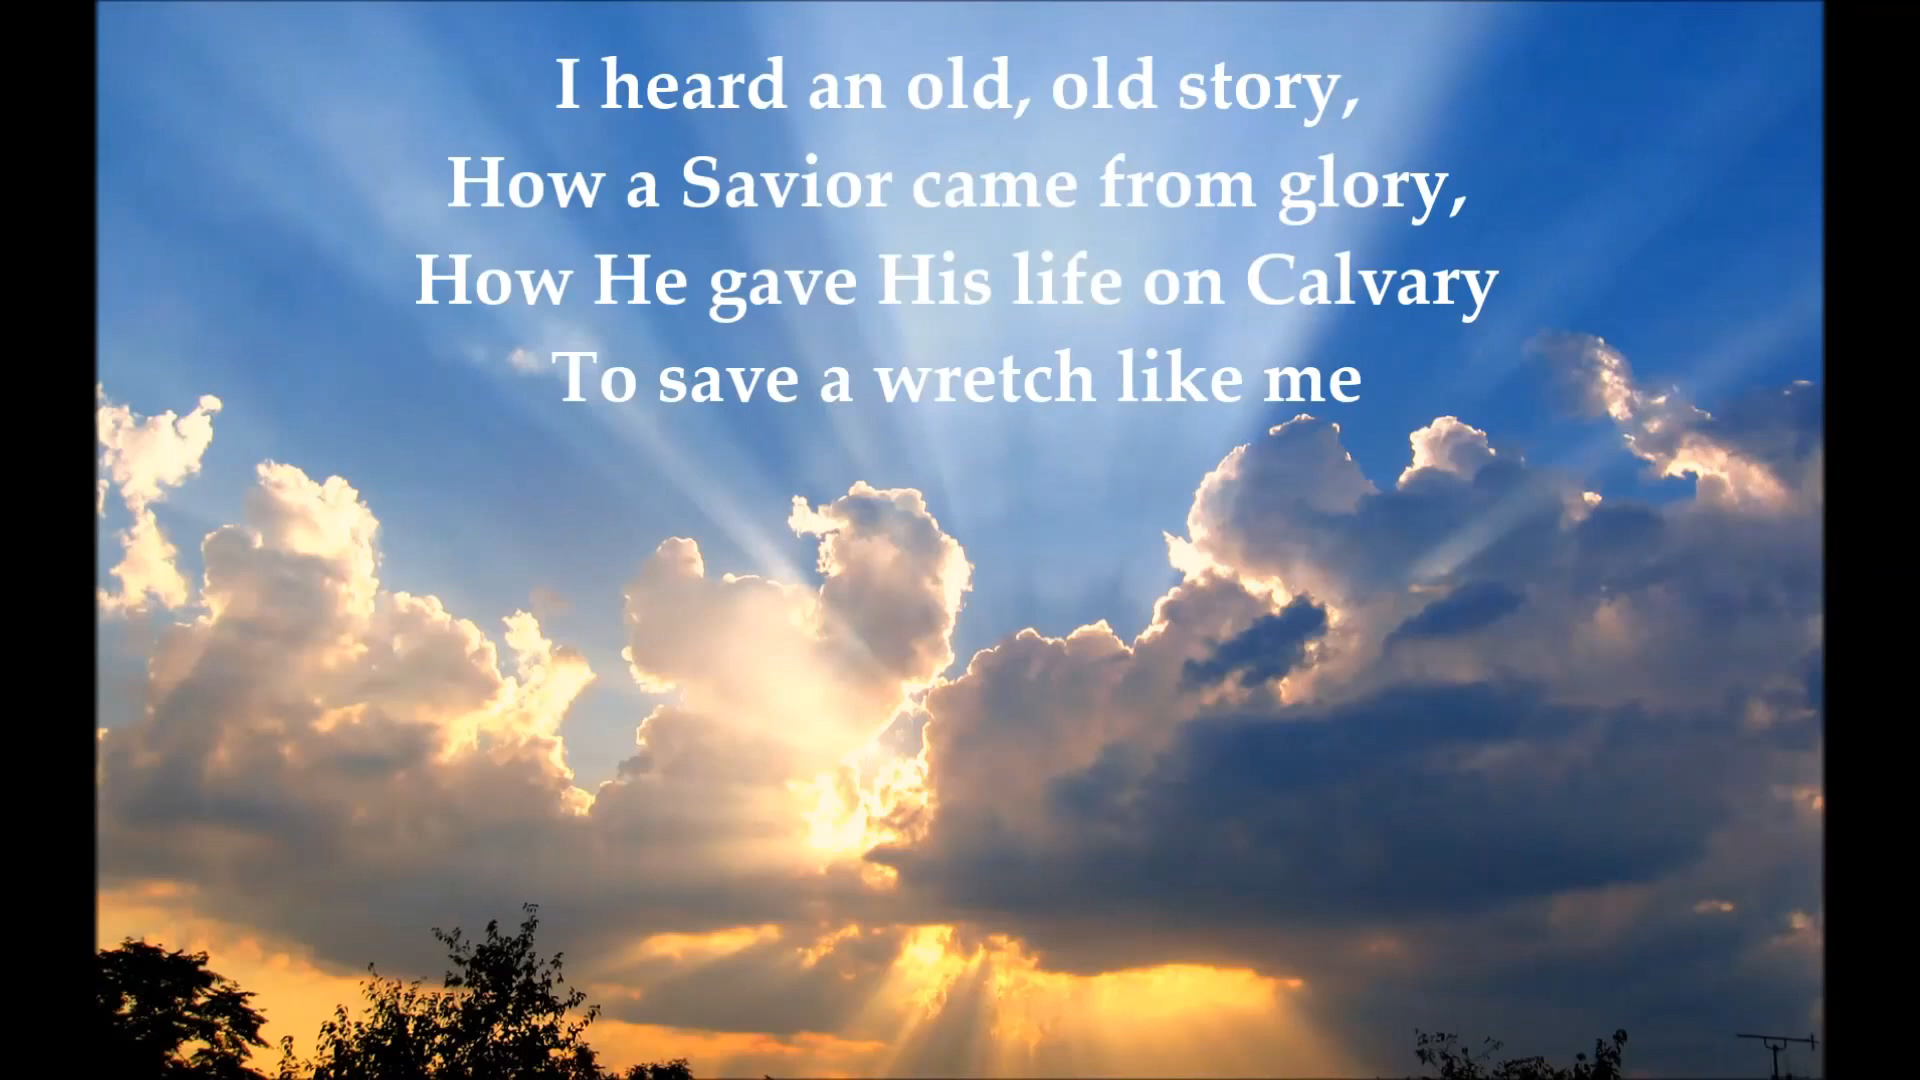 I heard an old, old story,
How a Savior came from glory,
How He gave His life on Calvary
To save a wretch like me